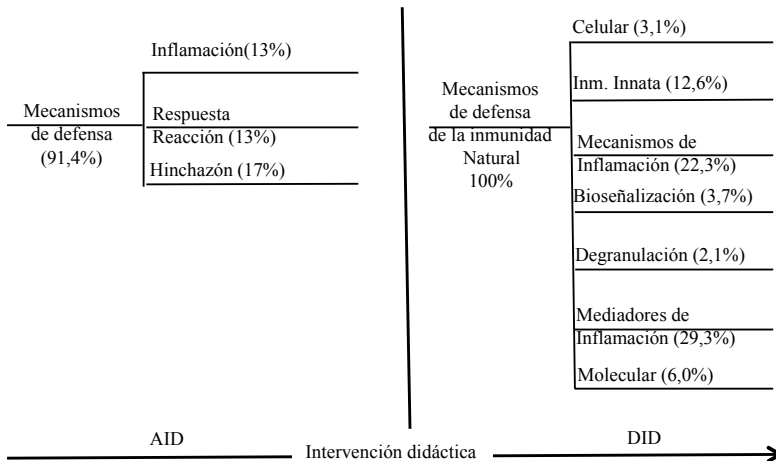 Inflamación(13%)
Mecanismos
de defensa
(91,4%)
Respuesta
Reacción (13%)
Hinchazón (17%)
Mecanismos
de defensa
de la inmunidad
Natural
100%
Celular (3,1%)
Inm. Innata (12,6%)
Mecanismos de
Inflamación (22,3%)
Bioseñalización (3,7%)
Degranulación (2,1%)
Mediadores de
Inflamación (29,3%)
Molecular (6,0%)
AID
Intervención didáctica
DID